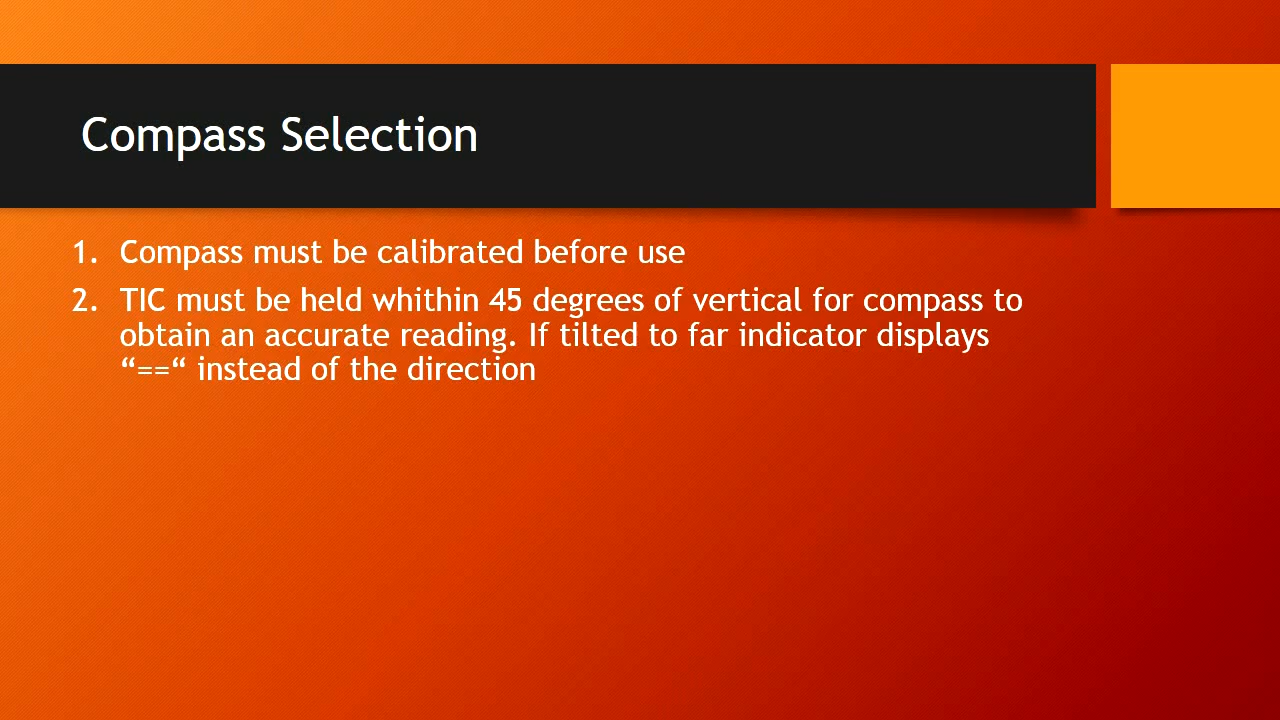 Compass Selection
1. Compass must be calibrated before use
2. TIC must be held whithin 45 degrees of vertical for compass to
obtain an accurate reading. If tilted to far indicator displays
“==“ instead of the direction